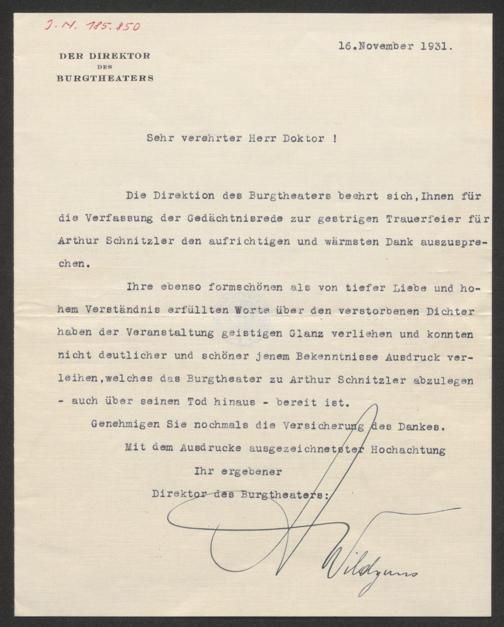 J.N. 185.850
16.November 1931.
DER DIREKTOR
DES
BURGTHEATERS
Sehr verehrter Herr Doktor !
Die Direktion des Burgtheaters beehrt sich,Ihnen für
die Verfassung der Gedächtnisrede zur gestrigen Trauerfeier für
Arthur Schnitzler den aufrichtigen und wärmsten Dank auszuspre-
chen.
Ihre ebenso formschönen als von tiefer Liebe und ho-
hem Verständnis erfüllten Worte über den verstorbenen Dichter
haben der Veranstaltung geistigen Glanz verliehen und konnten
nicht deutlicher und schöner jenem Bekenntnisse Ausdruck ver-
leihen,welches das Burgtheater zu Arthur Schnitzler abzulegen
- auch über seinen Tod hinaus - bereit ist.
Genehmigen Sie nochmals die Versicherung des Dankes.
Mit dem Ausdrucke ausgezeichnetster Hochachtung
Ihr ergebener
Direktor des Burgtheaters:
A Wildgans